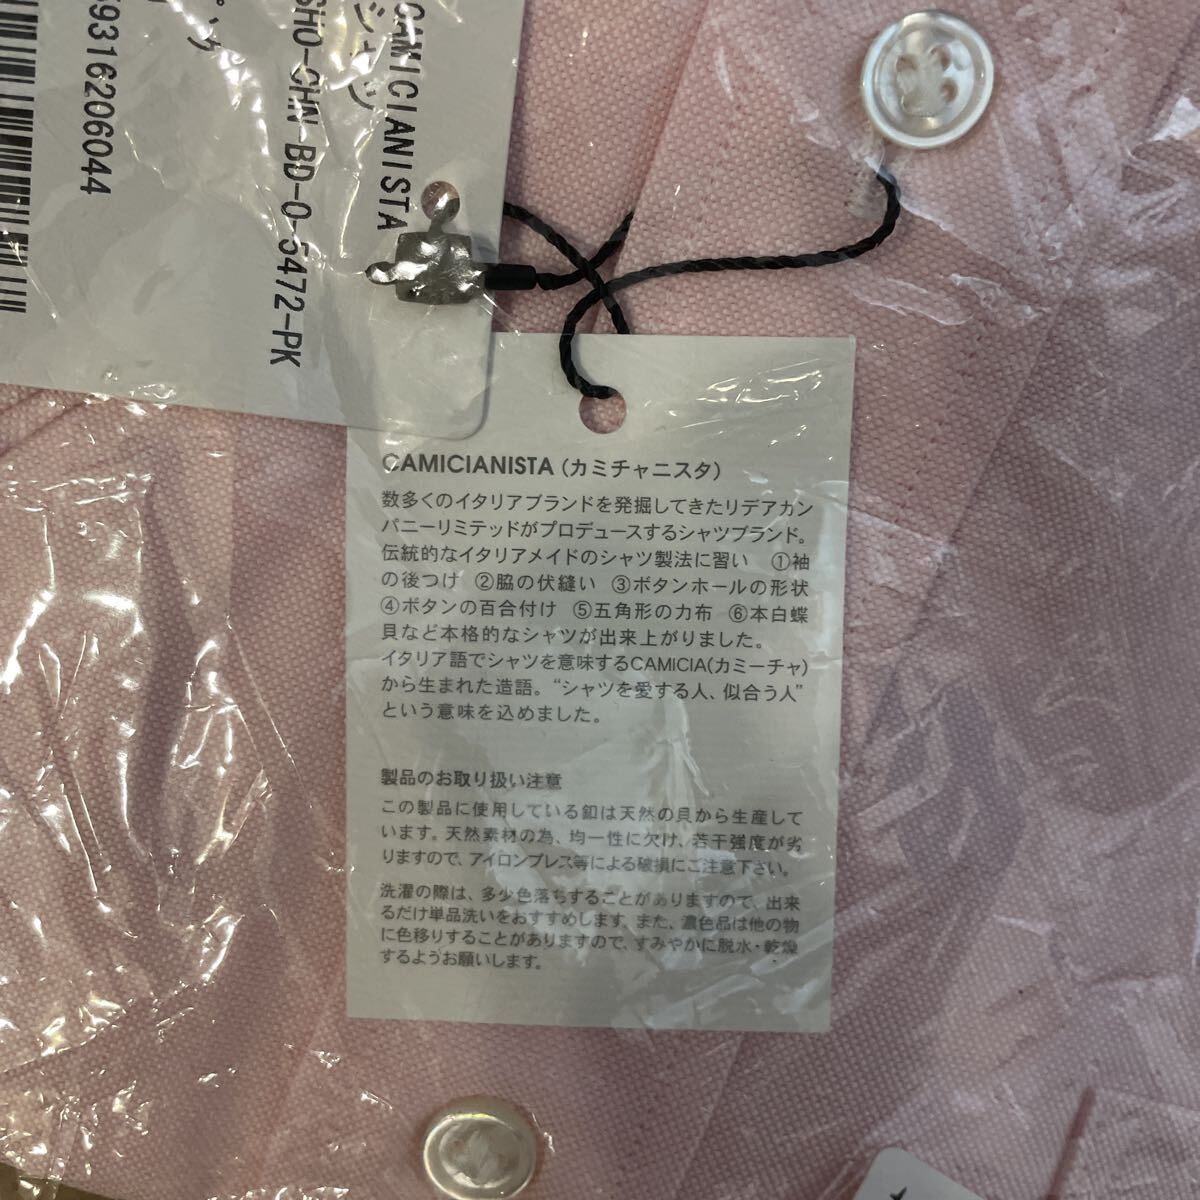 CAMICIANISTA
シャツ
SHO-CHN-BD-O-5472-PK
5931620 6044
CAMICIANISTA(カミチャニスタ)
数多くのイタリアブランドを発掘してきたリデアカン
パニーリミテッドがプロデュースするシャツブランド。
伝統的なイタリアメイドのシャツ製法に習い ①袖
の後つけ ②脇の伏縫い ③ボタンホールの形状
④ボタンの百合付け ⑤五角形の力布 ⑥本白蝶
貝など本格的なシャツが出来上がりました。
イタリア語でシャツを意味するCAMICIA(カミーチャ)
から生まれた造語。“シャツを愛する人、似合う人”
という意味を込めました。
製品のお取り扱い注意
この製品に使用している釦は天然の貝から生産して
います。天然素材の為、均一性に欠け、若干強度が劣
りますので、アイロンプレス等による破損にご注意下さい。
洗濯の際は、多少色落ちすることがありますので、出来
るだけ単品洗いをおすすめします。また、濃色品は他の物
に色移りすることがありますので、すみやかに脱水・乾燥
するようお願いします。